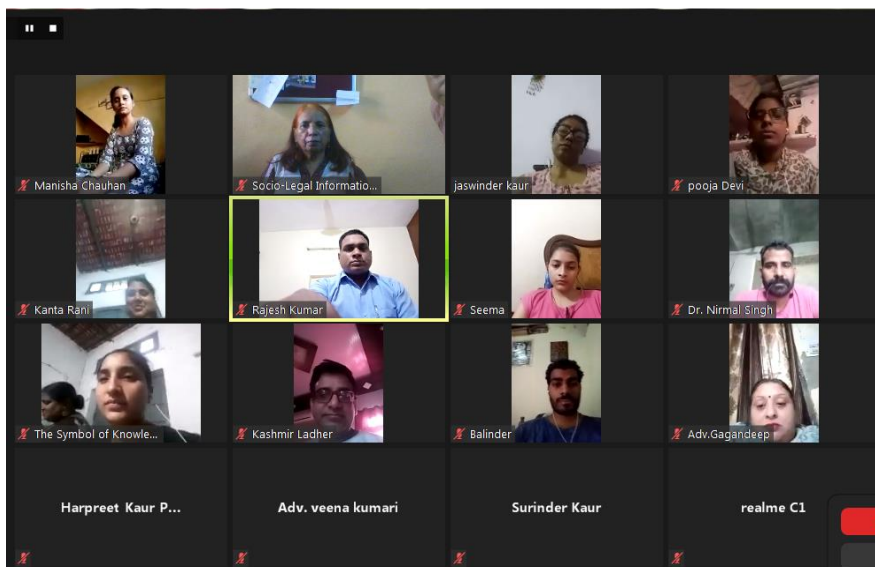 Manisha Chauhan
Socio-Legal Informatio...
jaswinder kaur
pooja Devi
Kanta Rani
Rajesh Kumar
Seema
Dr. Nirmal Singh
The Symbol of Knowle...
Kashmir Ladher
Balinder
Adv.Gagandeep
Harpreet Kaur P...
Adv. veena kumari
Surinder Kaur
realme C1